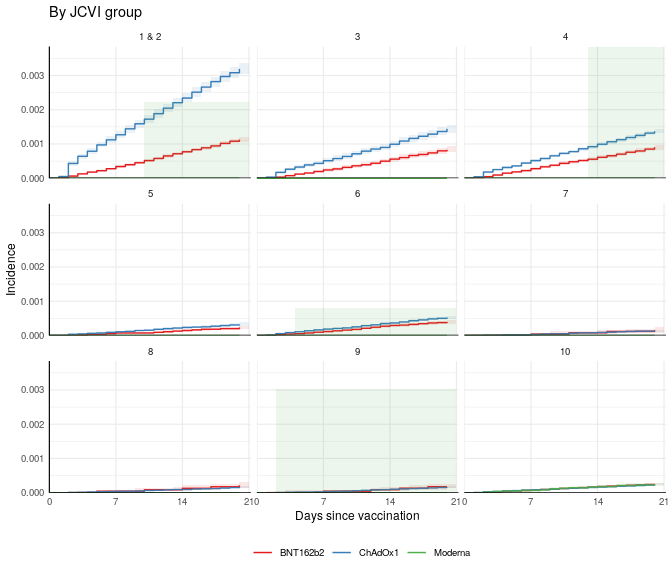 By JCVI group
1 & 2 3 4
0.003
0.002
0.001
0.000
5 6 7
0.003
0.002
0.001
0.000
8 9 10
0.003
0.002
0.001
0.000
0 7 14 21 0 7 14 21 0 7 14 21
Incidence
Days since vaccination
BNT162b2 ChAdOx1 Moderna